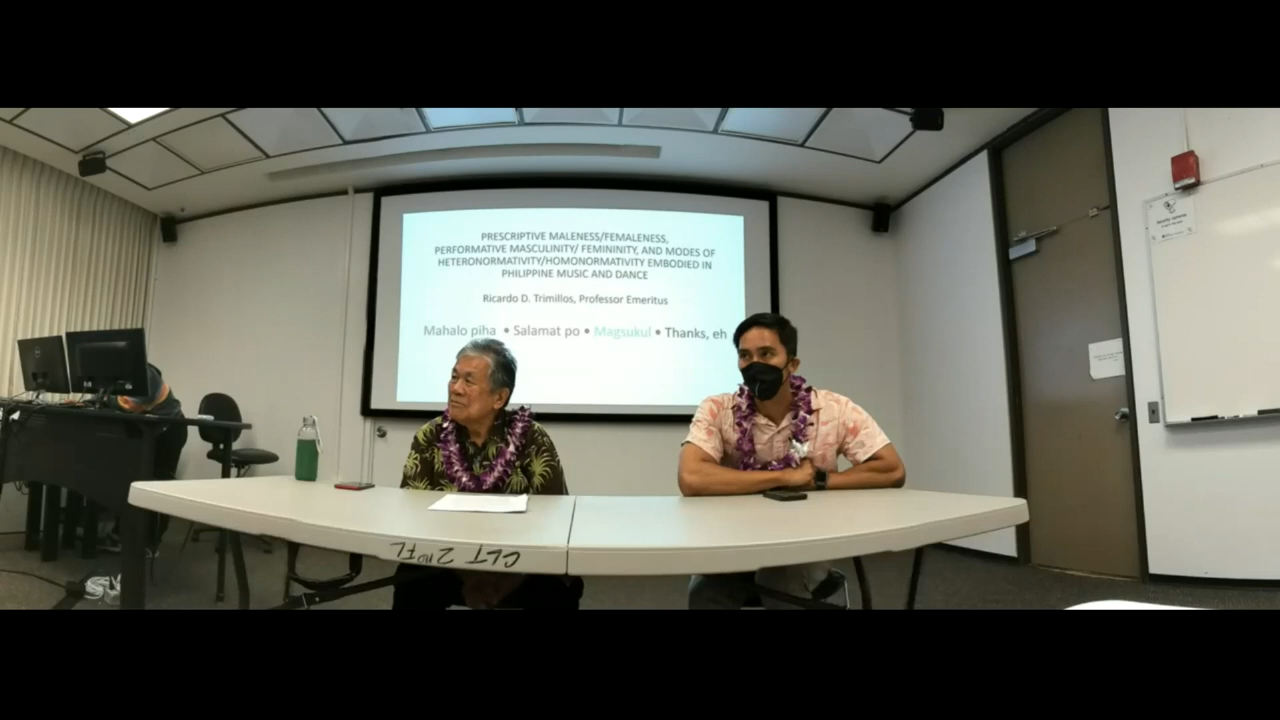 PRESCRIPTIVE MALENESS/FEMALENESS,
PERFORMATIVE MASCULINITY/ FEMININITY, AND MODES OF
HETERONORMATIVITY/HOMONORMATIVITY EMBODIED IN
PHILIPPINE MUSIC AND DANCE
Ricardo D. Trimillos, Professor Emeritus
Mahalo piha • Salamat po • Magsukul • Thanks, eh
CLT 2ND FL